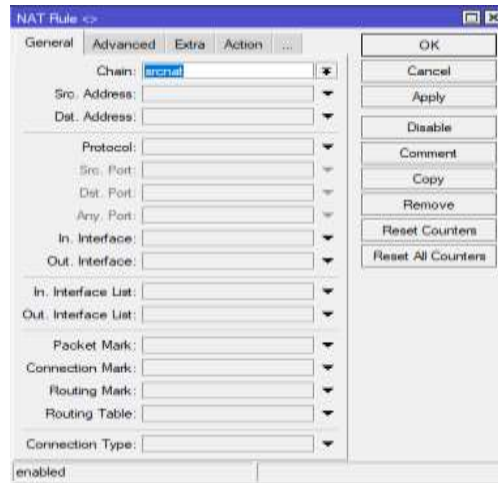 NAT Rule <>
General Advanced Extra Action ...
Chain: srcnat
Src. Address:
Dst. Address:
Protocol:
Src. Port:
Dst. Port:
Any. Port:
In. Interface:
Out. Interface:
In. Interface List:
Out. Interface List:
Packet Mark:
Connection Mark:
Routing Mark:
Routing Table:
Connection Type:
OK
Cancel
Apply
Disable
Comment
Copy
Remove
Reset Counters
Reset All Counters
enabled